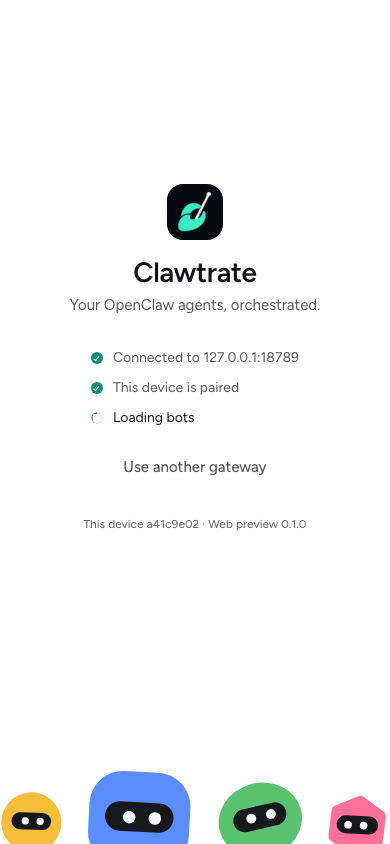 Clawtrate
Your OpenClaw agents, orchestrated.
Connected to 127.0.0.1:18789
This device is paired
Loading bots
Use another gateway
This device a41c9e02 · Web preview 0.1.0